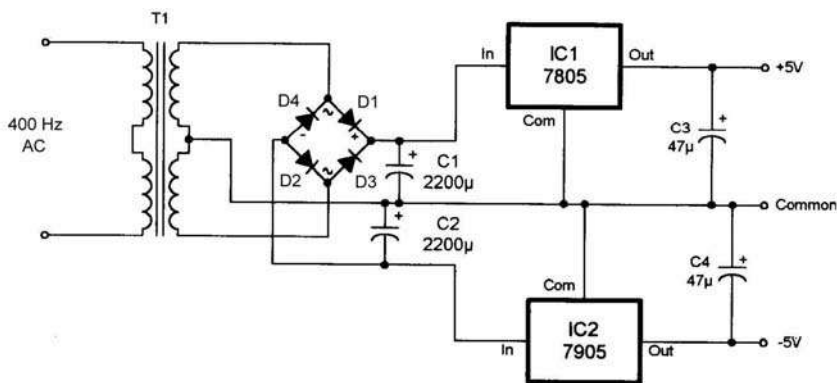 T1
400 Hz
AC
D4
D1
~
-
+
D2
~
D3
+
C1
2200µ
+
C2
2200µ
In
IC1
7805
Out
Com
+5V
+
C3
47µ
Common
Com
C4
+
47µ
In
IC2
7905
Out
-5V